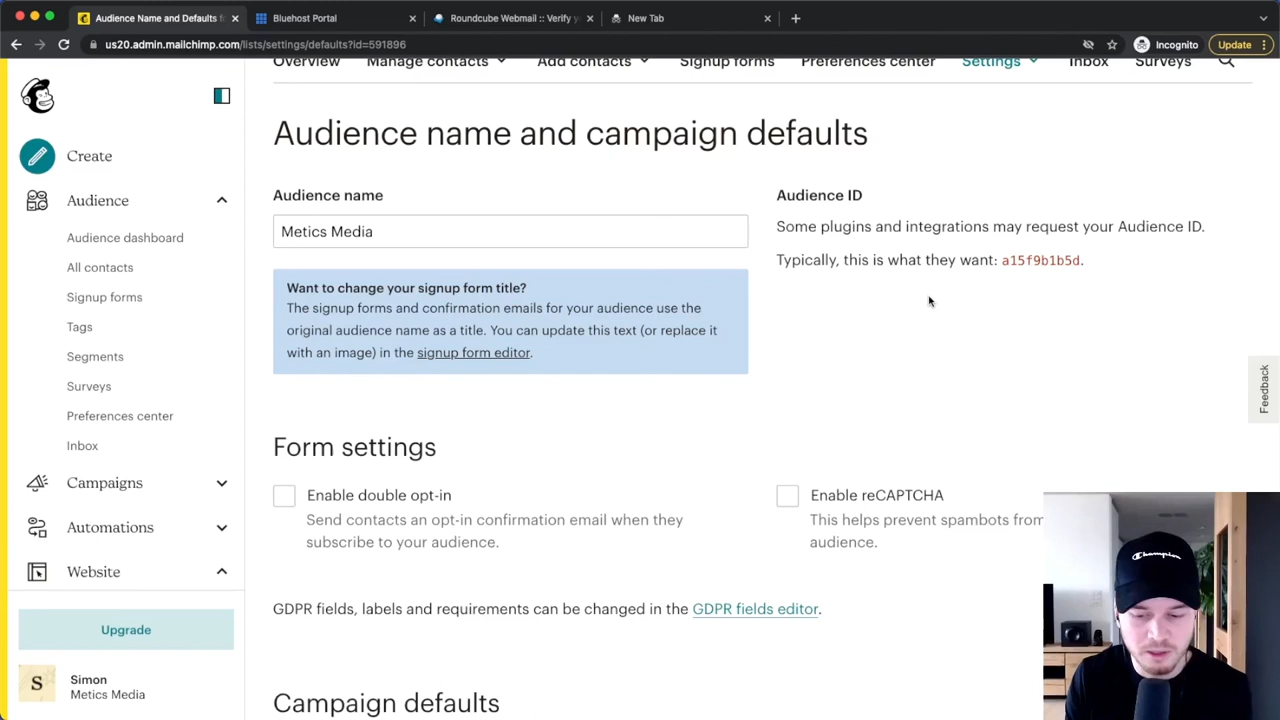 Audience Name and Defaults f
Bluehost Portal
Roundcube Webmail :: Verify y
New Tab
us20.admin.mailchimp.com/lists/settings/defaults?id=591896
Incognito
Update
Overview
Manage contacts
Add contacts
Signup forms
Preferences center
Settings
Inbox
Surveys
Create
Audience
Audience dashboard
All contacts
Signup forms
Tags
Segments
Surveys
Preferences center
Inbox
Campaigns
Automations
Website
Upgrade
S
Simon
Metics Media
Audience name and campaign defaults
Audience name
Metics Media
Want to change your signup form title?
The signup forms and confirmation emails for your audience use the
original audience name as a title. You can update this text (or replace it
with an image) in the signup form editor.
Audience ID
Some plugins and integrations may request your Audience ID.
Typically, this is what they want: a15f9b1b5d.
Form settings
Enable double opt-in
Send contacts an opt-in confirmation email when they
subscribe to your audience.
Enable reCAPTCHA
This helps prevent spambots from
audience.
GDPR fields, labels and requirements can be changed in the GDPR fields editor.
Campaign defaults
Feedback
Champion